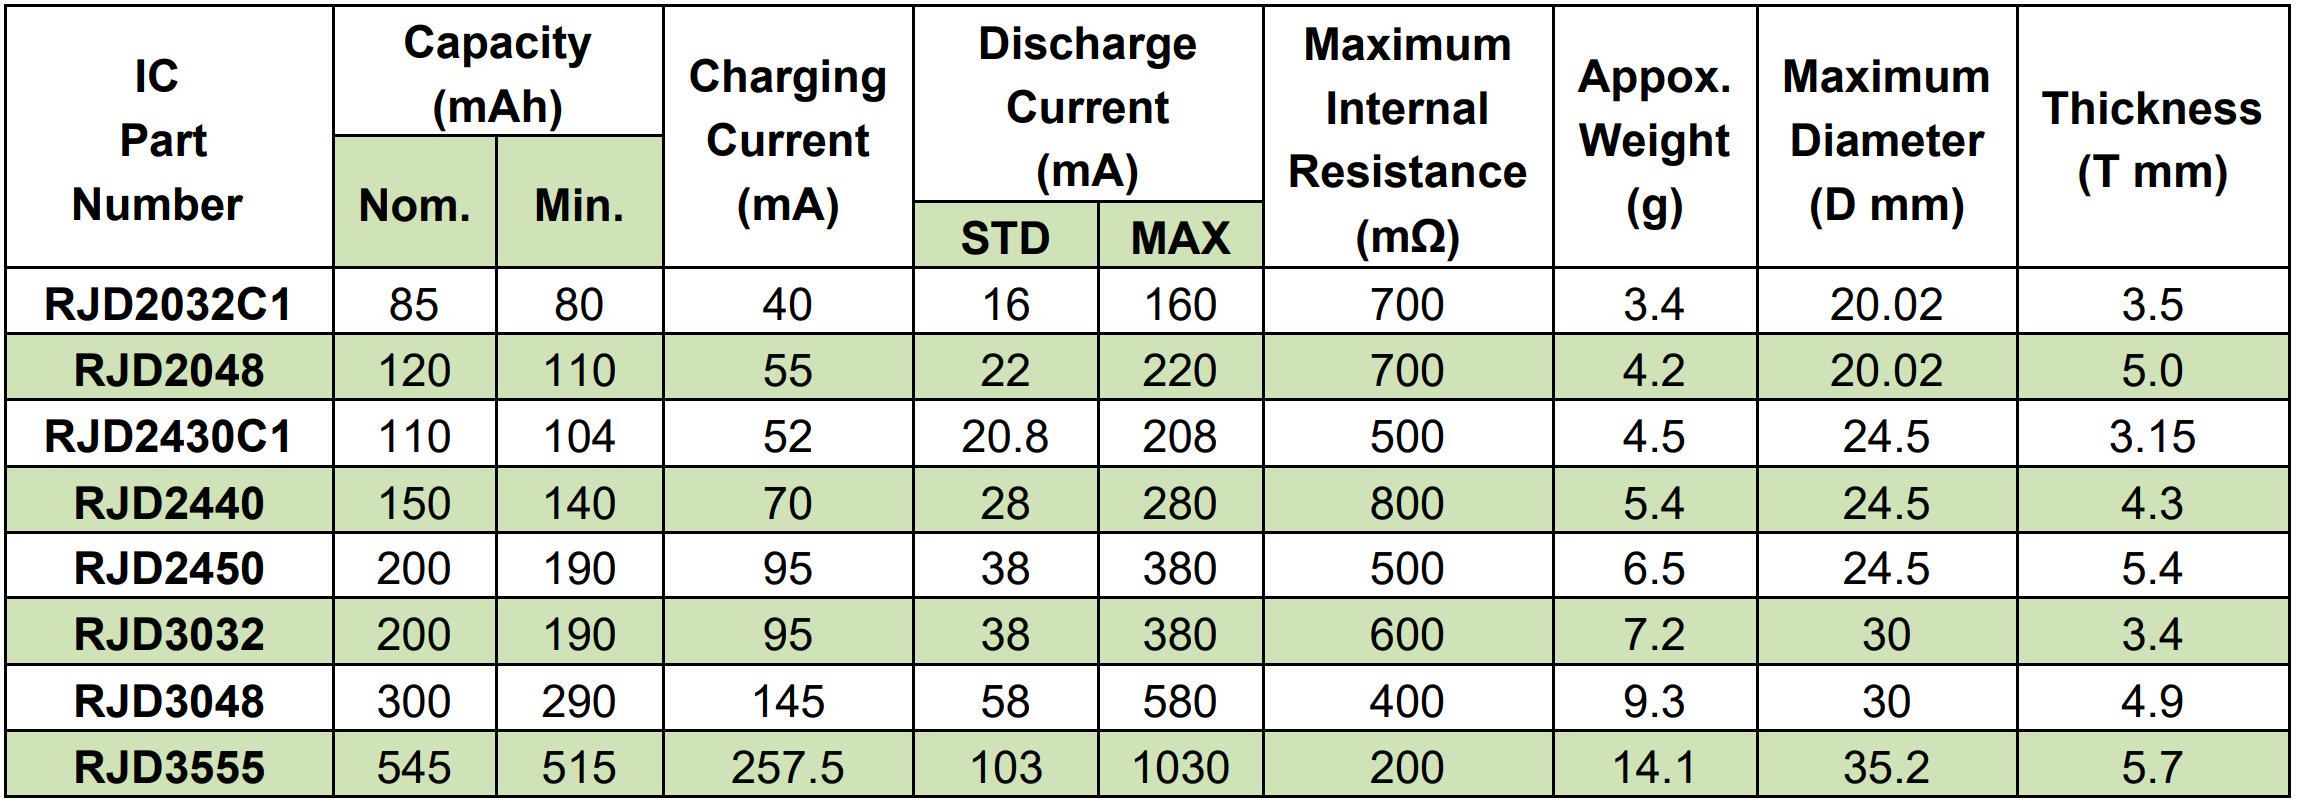 IC Part Number | Capacity (mAh) | Charging Current (mA) | Discharge Current (mA) | Maximum Internal Resistance (mΩ) | Appox. Weight (g) | Maximum Diameter (D mm) | Thickness (T mm)
Nom. | Min. | STD | MAX
RJD2032C1 | 85 | 80 | 40 | 16 | 160 | 700 | 3.4 | 20.02 | 3.5
RJD2048 | 120 | 110 | 55 | 22 | 220 | 700 | 4.2 | 20.02 | 5.0
RJD2430C1 | 110 | 104 | 52 | 20.8 | 208 | 500 | 4.5 | 24.5 | 3.15
RJD2440 | 150 | 140 | 70 | 28 | 280 | 800 | 5.4 | 24.5 | 4.3
RJD2450 | 200 | 190 | 95 | 38 | 380 | 500 | 6.5 | 24.5 | 5.4
RJD3032 | 200 | 190 | 95 | 38 | 380 | 600 | 7.2 | 30 | 3.4
RJD3048 | 300 | 290 | 145 | 58 | 580 | 400 | 9.3 | 30 | 4.9
RJD3555 | 545 | 515 | 257.5 | 103 | 1030 | 200 | 14.1 | 35.2 | 5.7